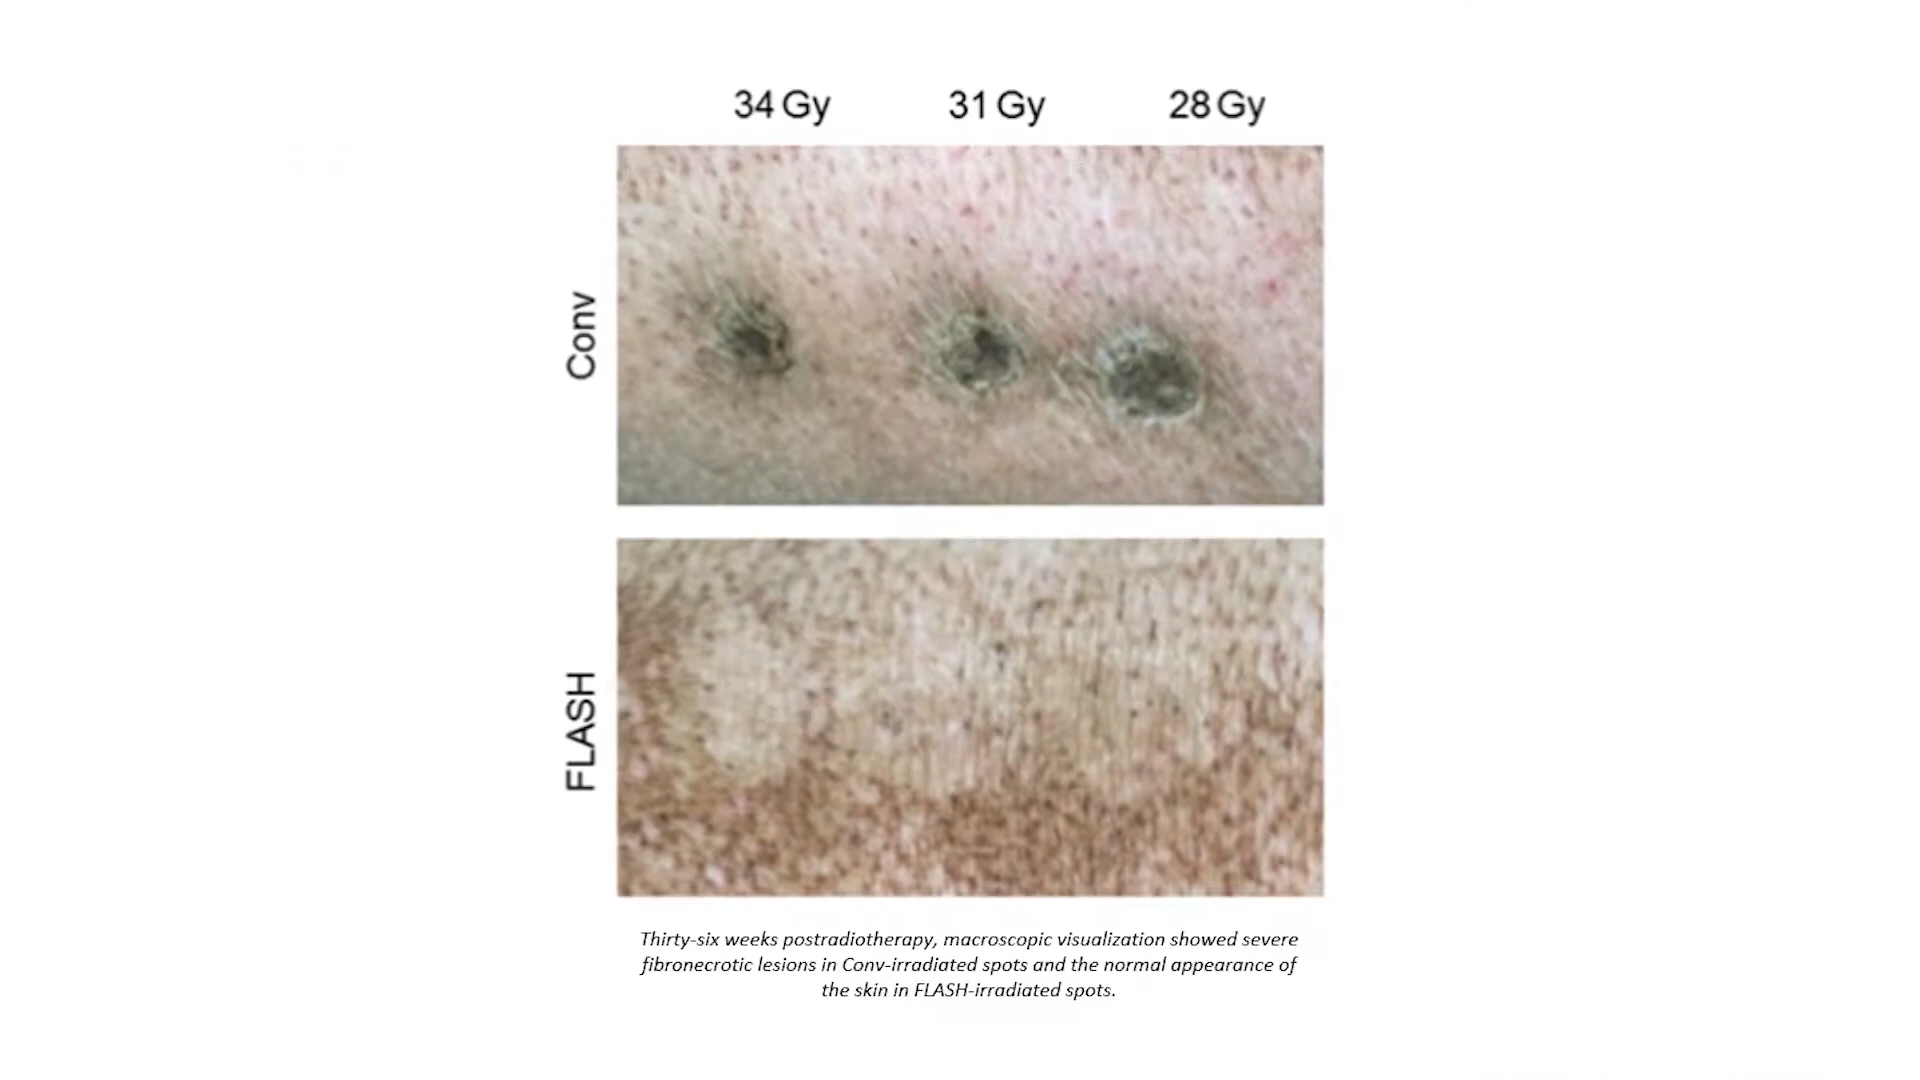 34 Gy 31 Gy 28 Gy
Conv
FLASH
Thirty-six weeks postradiotherapy, macroscopic visualization showed severe
fibronecrotic lesions in Conv-irradiated spots and the normal appearance of
the skin in FLASH-irradiated spots.